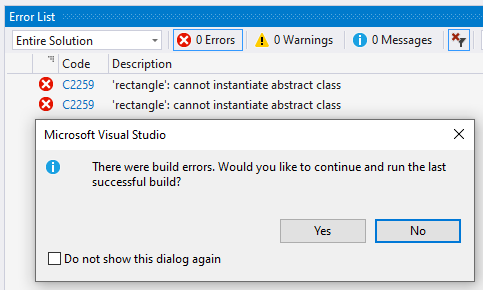 Error List
Entire Solution 0 Errors 0 Warnings 0 Messages
Code Description
C2259 'rectangle': cannot instantiate abstract class
C2259 'rectangle': cannot instantiate abstract class
Microsoft Visual Studio
There were build errors. Would you like to continue and run the last
successful build?
Yes No
Do not show this dialog again